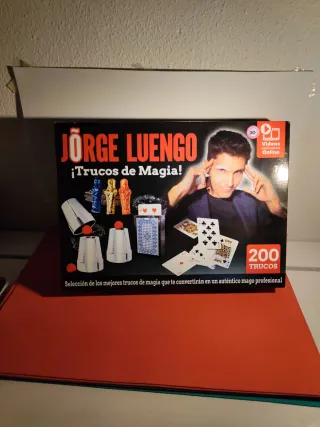 JORGE LUENGO
¡Trucos de Magia!
Vídeos
Online
200
TRUCOS
Selección de los mejores trucos de magia que te convertirán en un auténtico mago profesional